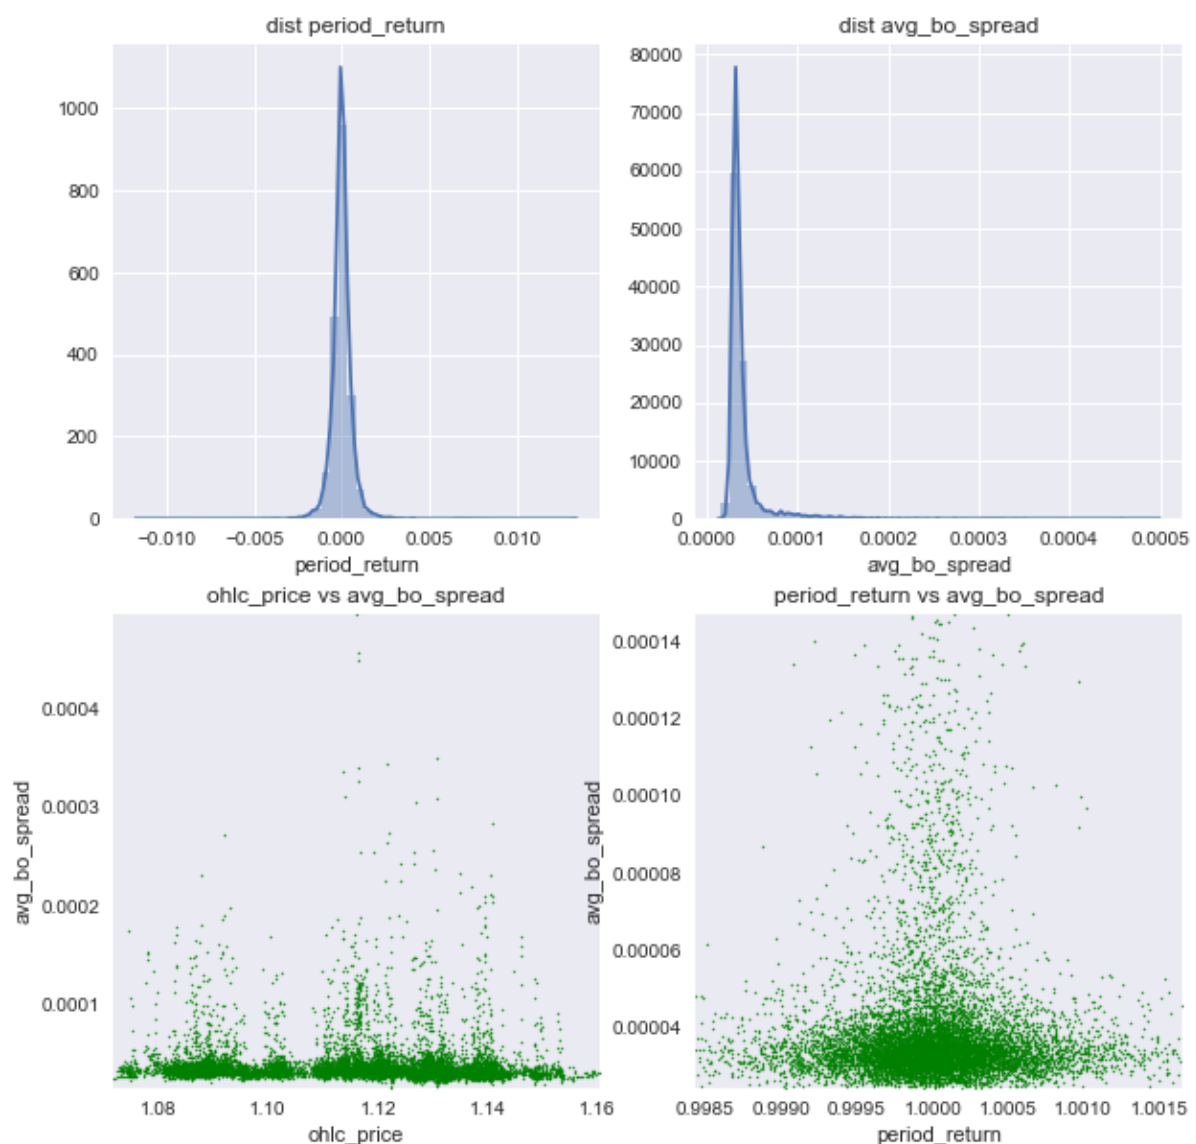 dist period_return
1000
800
600
400
200
0
−0.010 −0.005 0.000 0.005 0.010
period_return
dist avg_bo_spread
80000
70000
60000
50000
40000
30000
20000
10000
0
0.0000 0.0001 0.0002 0.0003 0.0004 0.0005
avg_bo_spread
ohlc_price vs avg_bo_spread
avg_bo_spread
0.0004
0.0003
0.0002
0.0001
1.08 1.10 1.12 1.14 1.16
ohlc_price
period_return vs avg_bo_spread
avg_bo_spread
0.00014
0.00012
0.00010
0.00008
0.00006
0.00004
0.9985 0.9990 0.9995 1.0000 1.0005 1.0010 1.0015
period_return